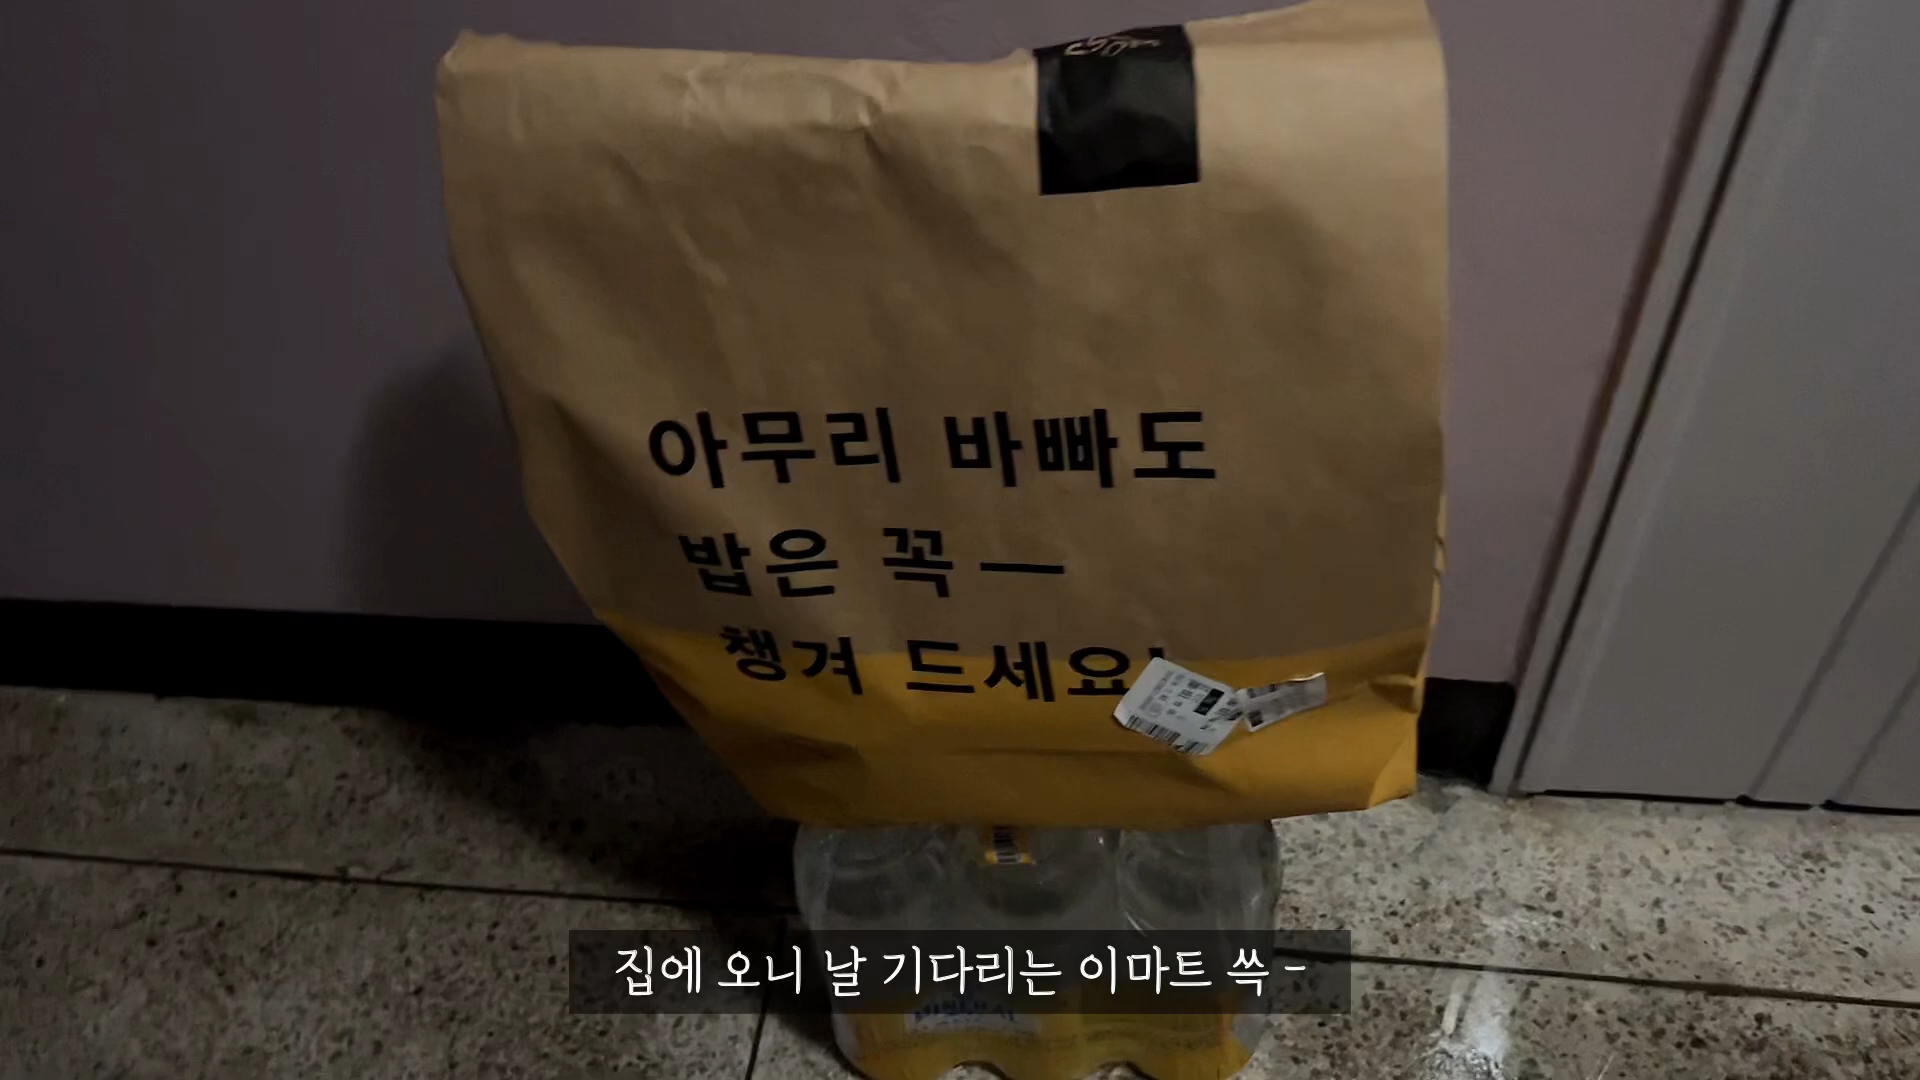 아무리 바빠도
밥은 꼭 —
챙겨 드세요!
집에 오니 날 기다리는 이마트 쓱 -